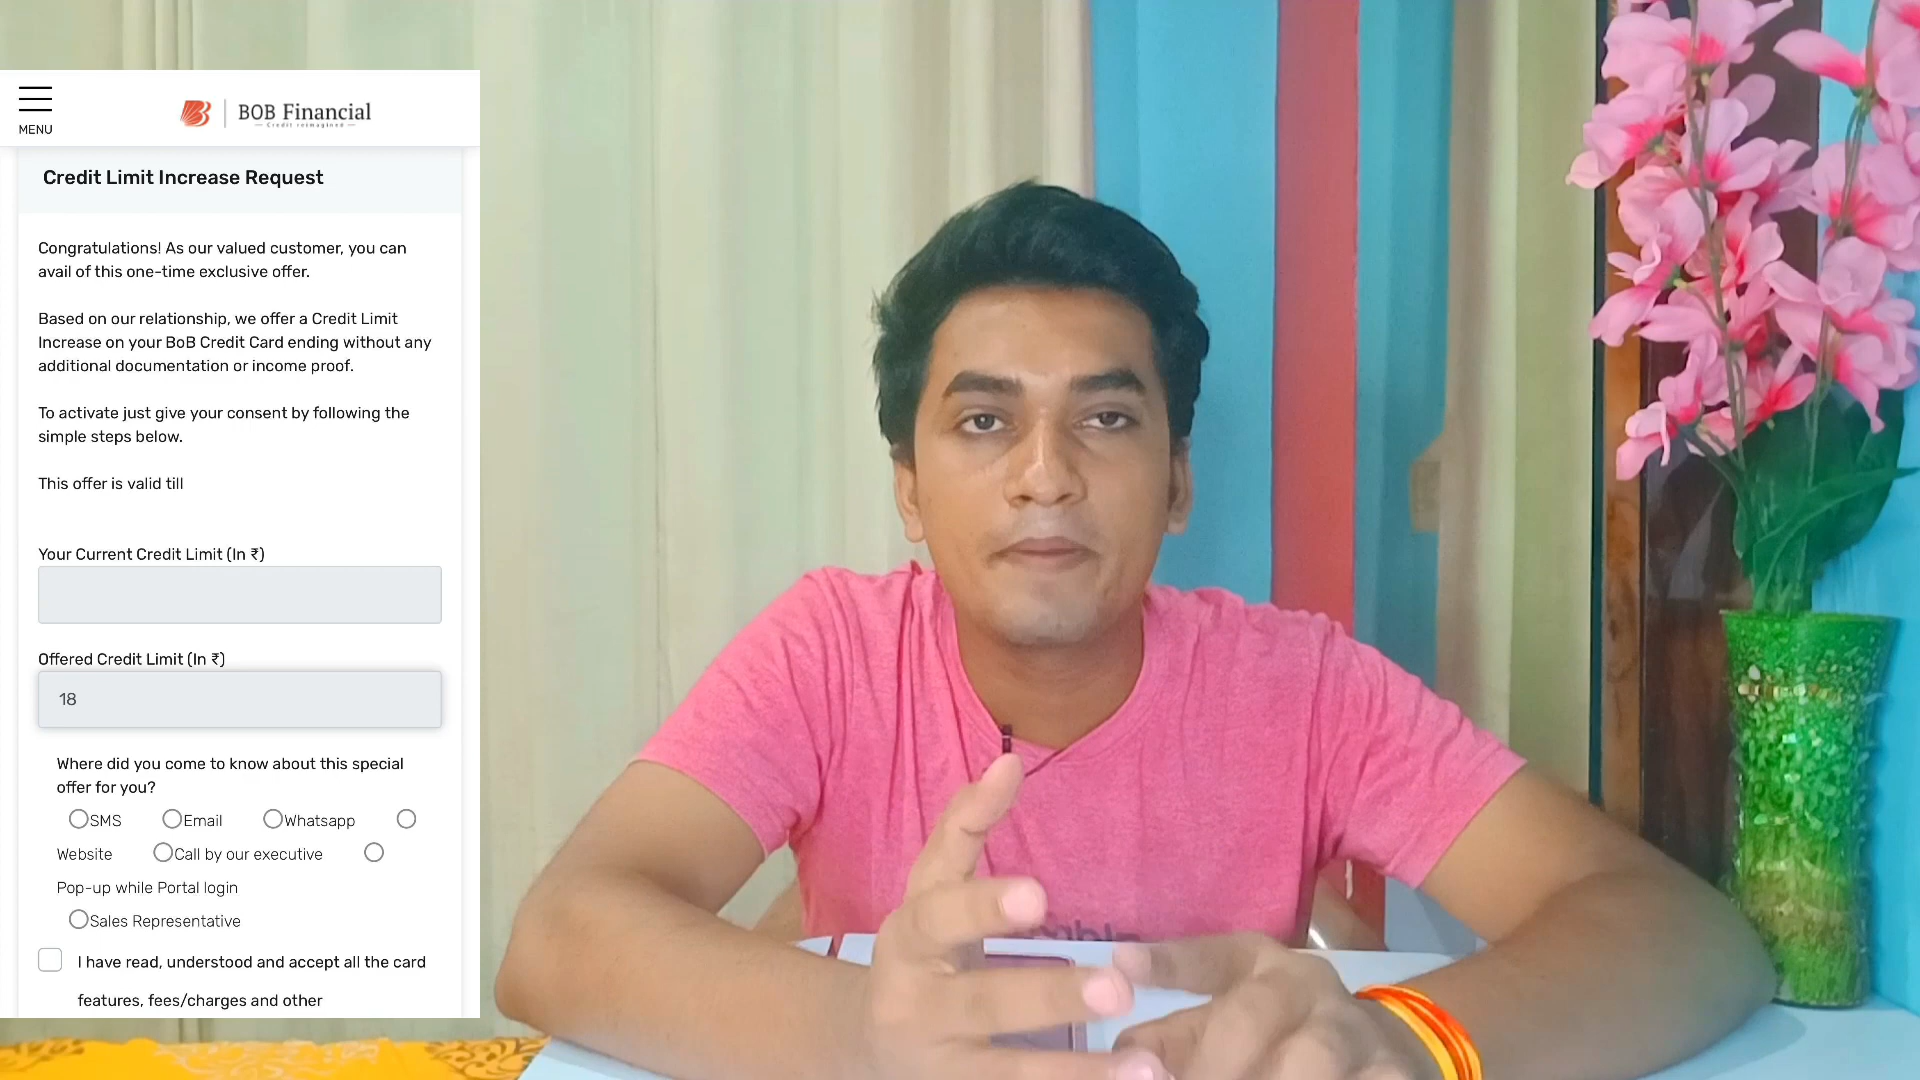 MENU
BOB Financial
Credit reimagined
Credit Limit Increase Request
Congratulations! As our valued customer, you can
avail of this one-time exclusive offer.
Based on our relationship, we offer a Credit Limit
Increase on your BoB Credit Card ending without any
additional documentation or income proof.
To activate just give your consent by following the
simple steps below.
This offer is valid till
Your Current Credit Limit (In ₹)
Offered Credit Limit (In ₹)
18
Where did you come to know about this special
offer for you?
SMS Email Whatsapp
Website Call by our executive
Pop-up while Portal login
Sales Representative
I have read, understood and accept all the card
features, fees/charges and other